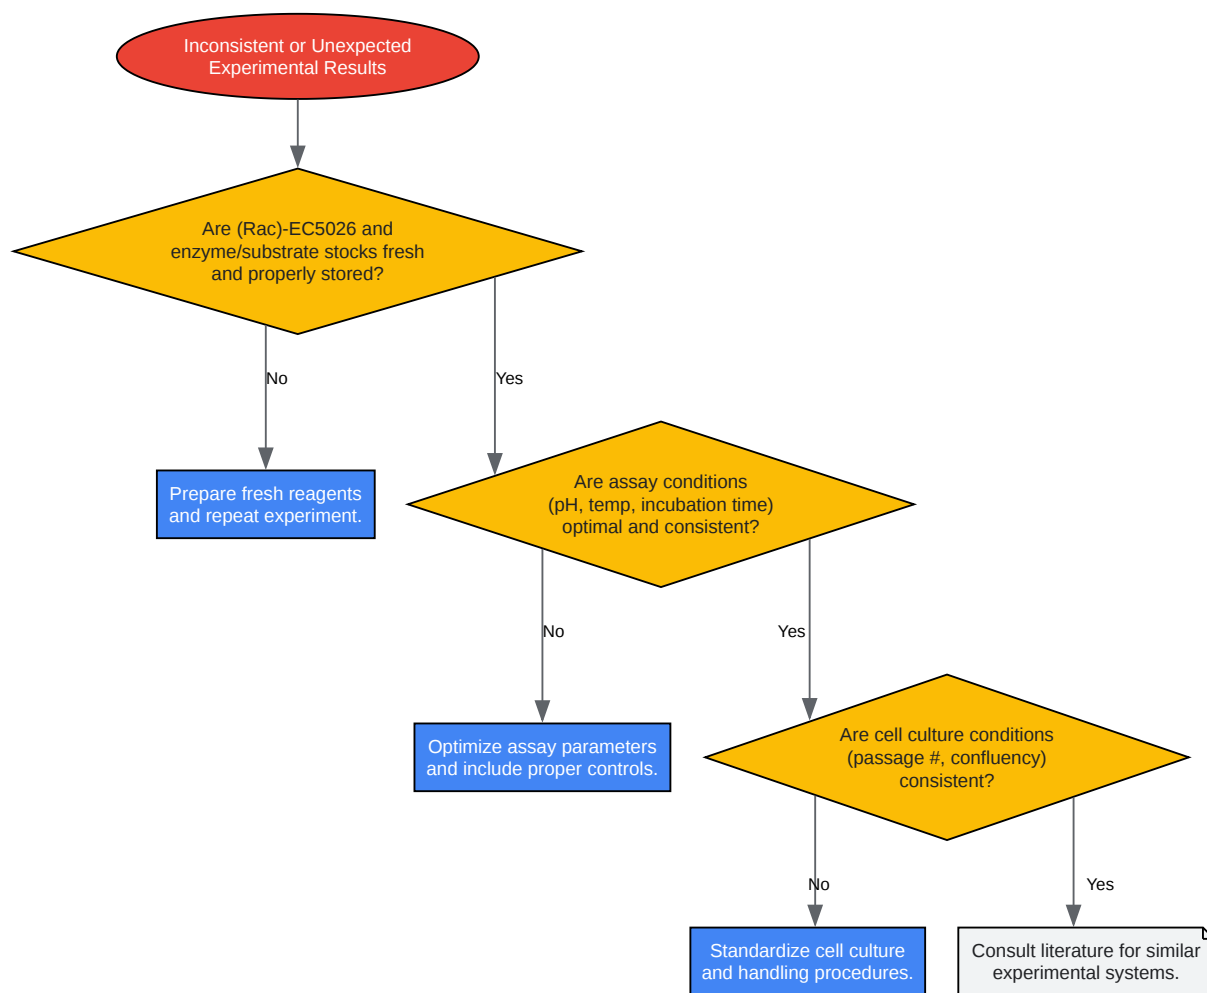 Inconsistent or Unexpected
Experimental Results
Are (Rac)-EC5026 and
enzyme/substrate stocks fresh
and properly stored?
No
Yes
Prepare fresh reagents
and repeat experiment.
Are assay conditions
(pH, temp, incubation time)
optimal and consistent?
No
Yes
Optimize assay parameters
and include proper controls.
Are cell culture conditions
(passage #, confluency)
consistent?
No
Yes
Standardize cell culture
and handling procedures.
Consult literature for similar
experimental systems.